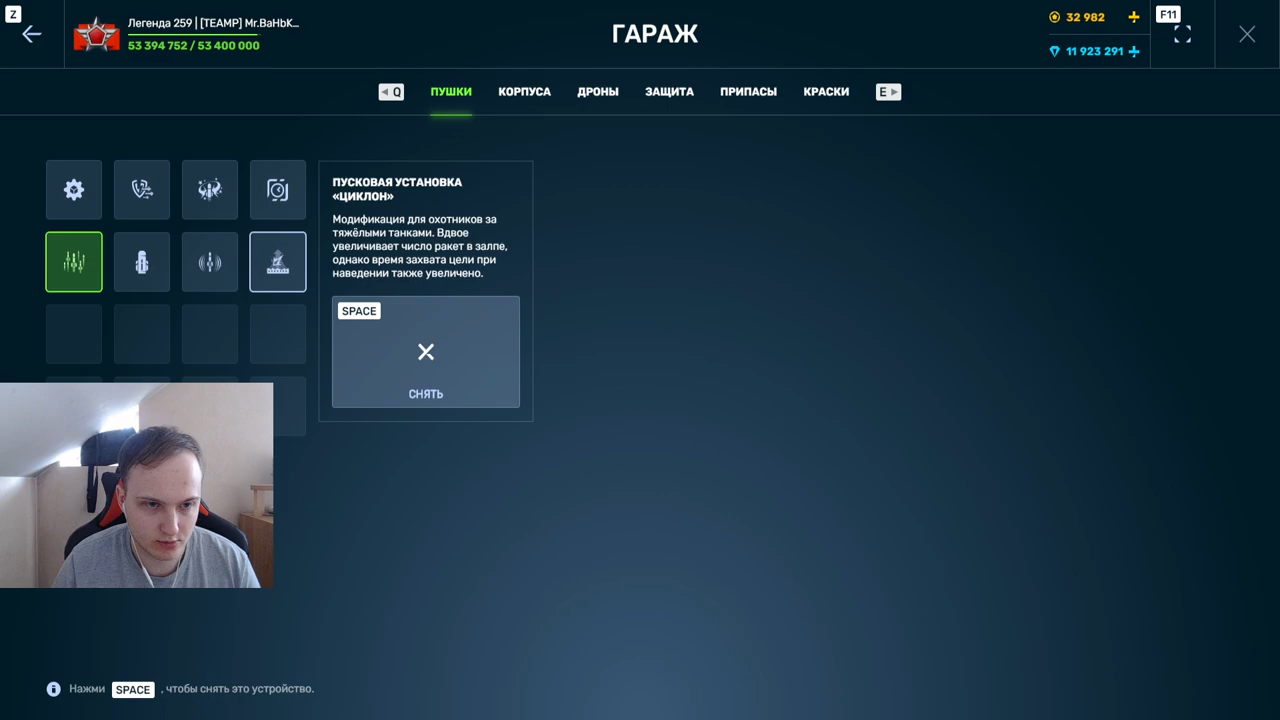 Z
Легенда 259 | [TEAMP] Mr.BaHbK...
53 394 752 / 53 400 000
ГАРАЖ
32 982
11 923 291
F11
Q
ПУШКИ
КОРПУСА
ДРОНЫ
ЗАЩИТА
ПРИПАСЫ
КРАСКИ
E
ПУСКОВАЯ УСТАНОВКА
«ЦИКЛОН»
Модификация для охотников за
тяжёлыми танками. Вдвое
увеличивает число ракет в залпе,
однако время захвата цели при
наведении также увеличено.
SPACE
СНЯТЬ
Нажми SPACE , чтобы снять это устройство.